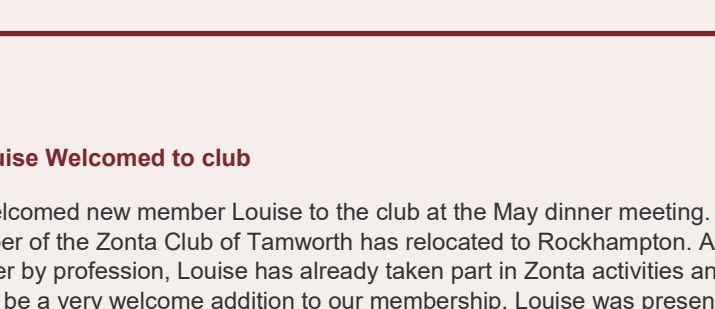 uise Welcomed to club
elcomed new member Louise to the club at the May dinner meeting.
er of the Zonta Club of Tamworth has relocated to Rockhampton. A
er by profession, Louise has already taken part in Zonta activities an
be a very welcome addition to our membership. Louise was presen